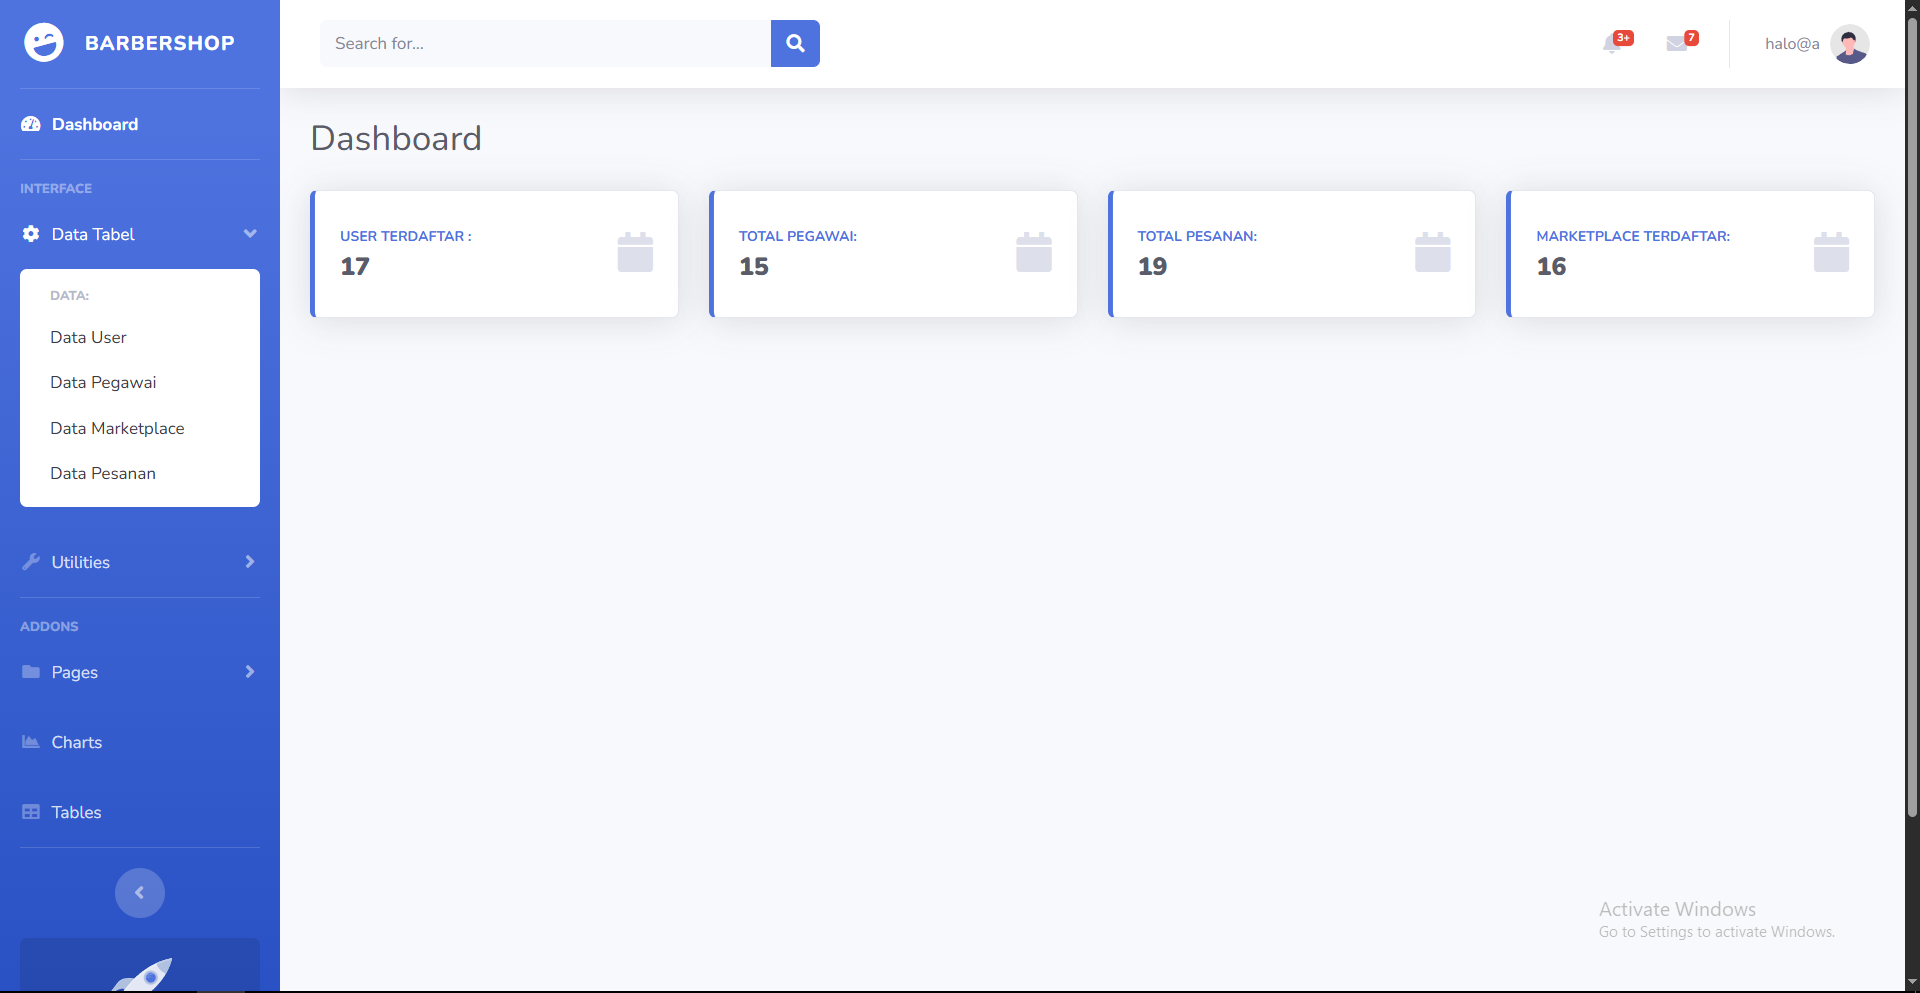 BARBERSHOP
Search for...
3+
7
halo@a
Dashboard
INTERFACE
Data Tabel
DATA:
Data User
Data Pegawai
Data Marketplace
Data Pesanan
Utilities
ADDONS
Pages
Charts
Tables
Dashboard
USER TERDAFTAR :
17
TOTAL PEGAWAI:
15
TOTAL PESANAN:
19
MARKETPLACE TERDAFTAR:
16
Activate Windows
Go to Settings to activate Windows.